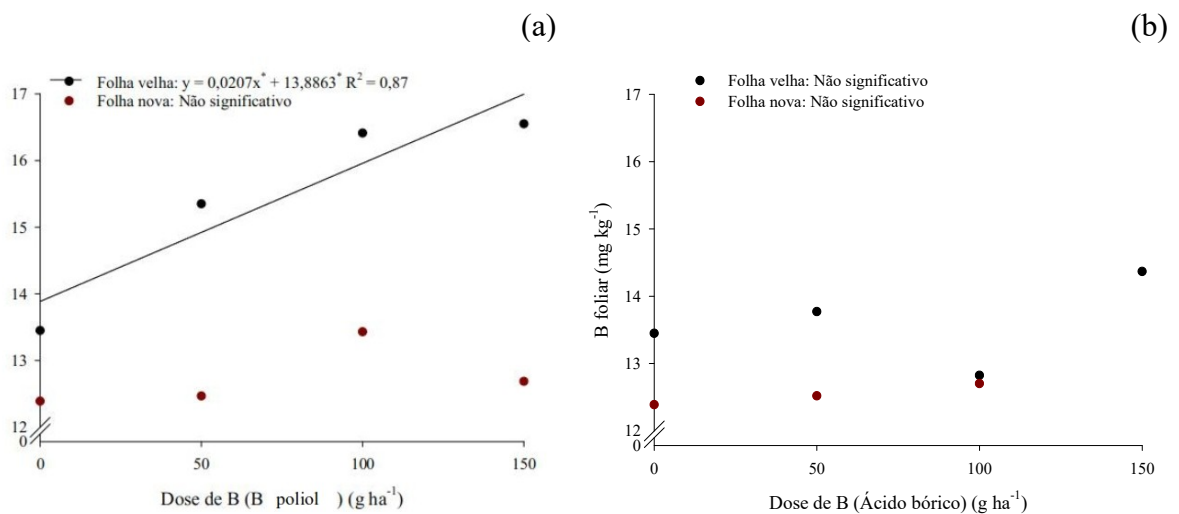 (a)
Folha velha: y = 0,0207x* + 13,8863* R² = 0,87
Folha nova: Não significativo
17
16
15
14
13
12
0
0 50 100 150
Dose de B (B poliol ) (g ha⁻¹)
(b)
Folha velha: Não significativo
Folha nova: Não significativo
B foliar (mg kg⁻¹)
17
16
15
14
13
12
0
0 50 100 150
Dose de B (Ácido bórico) (g ha⁻¹)